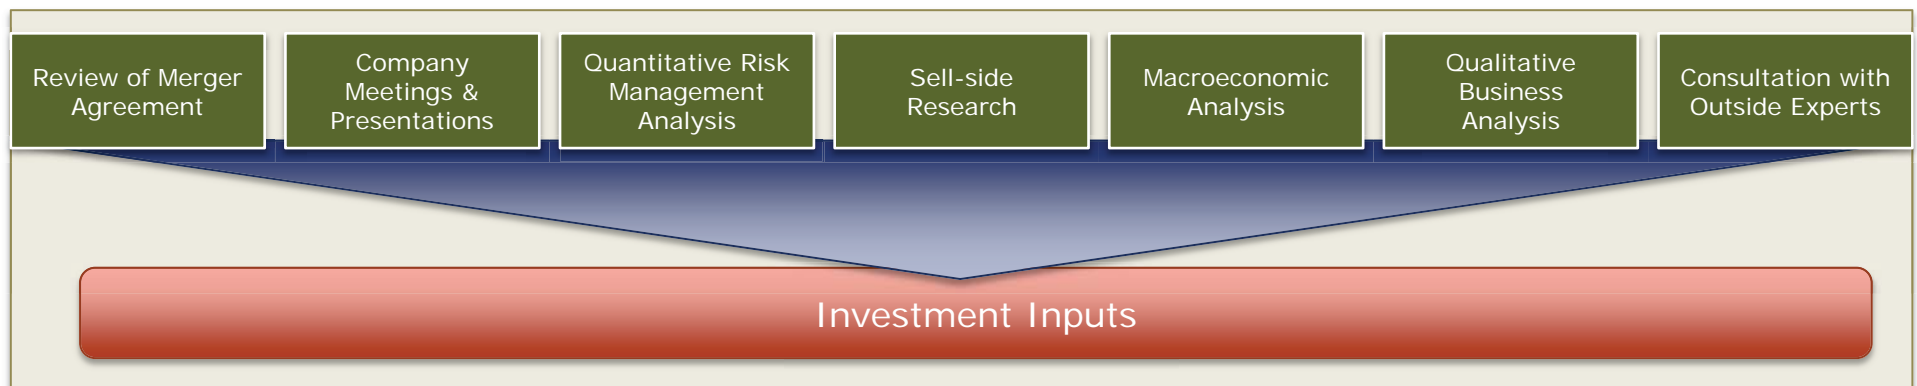 Review of Merger
Agreement
Company
Meetings &
Presentations
Quantitative Risk
Management
Analysis
Sell-side
Research
Macroeconomic
Analysis
Qualitative
Business
Analysis
Consultation with
Outside Experts
Investment Inputs